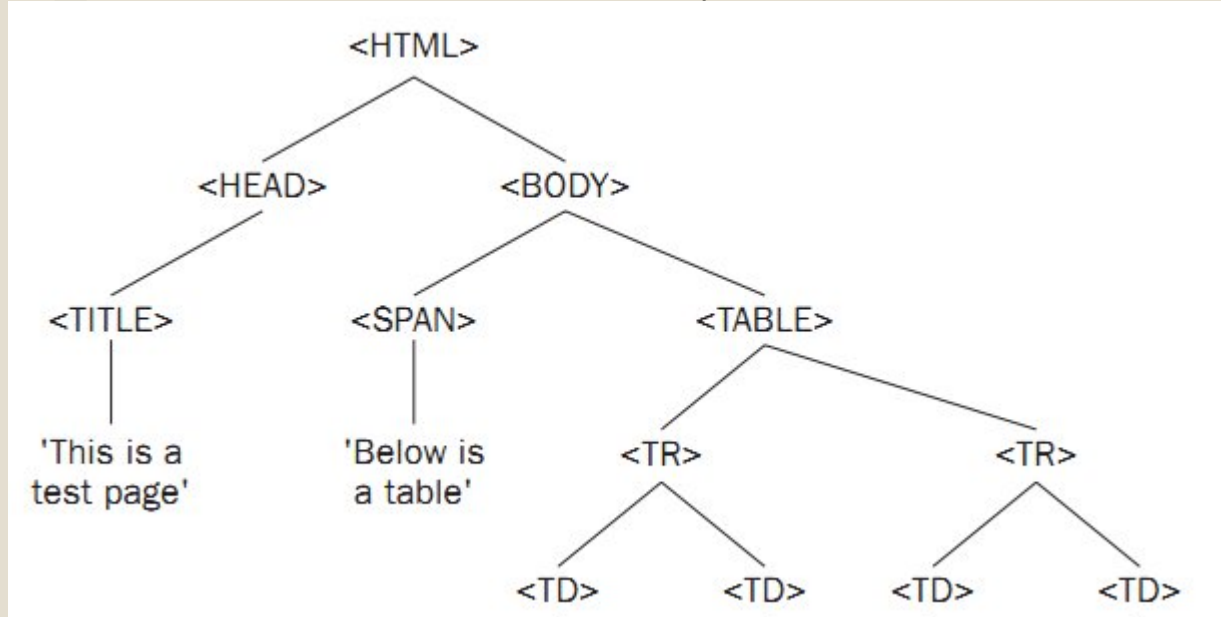 <HTML>
<HEAD> <BODY>
<TITLE> <SPAN> <TABLE>
'This is a
test page'
'Below is
a table'
<TR> <TR>
<TD> <TD> <TD> <TD>